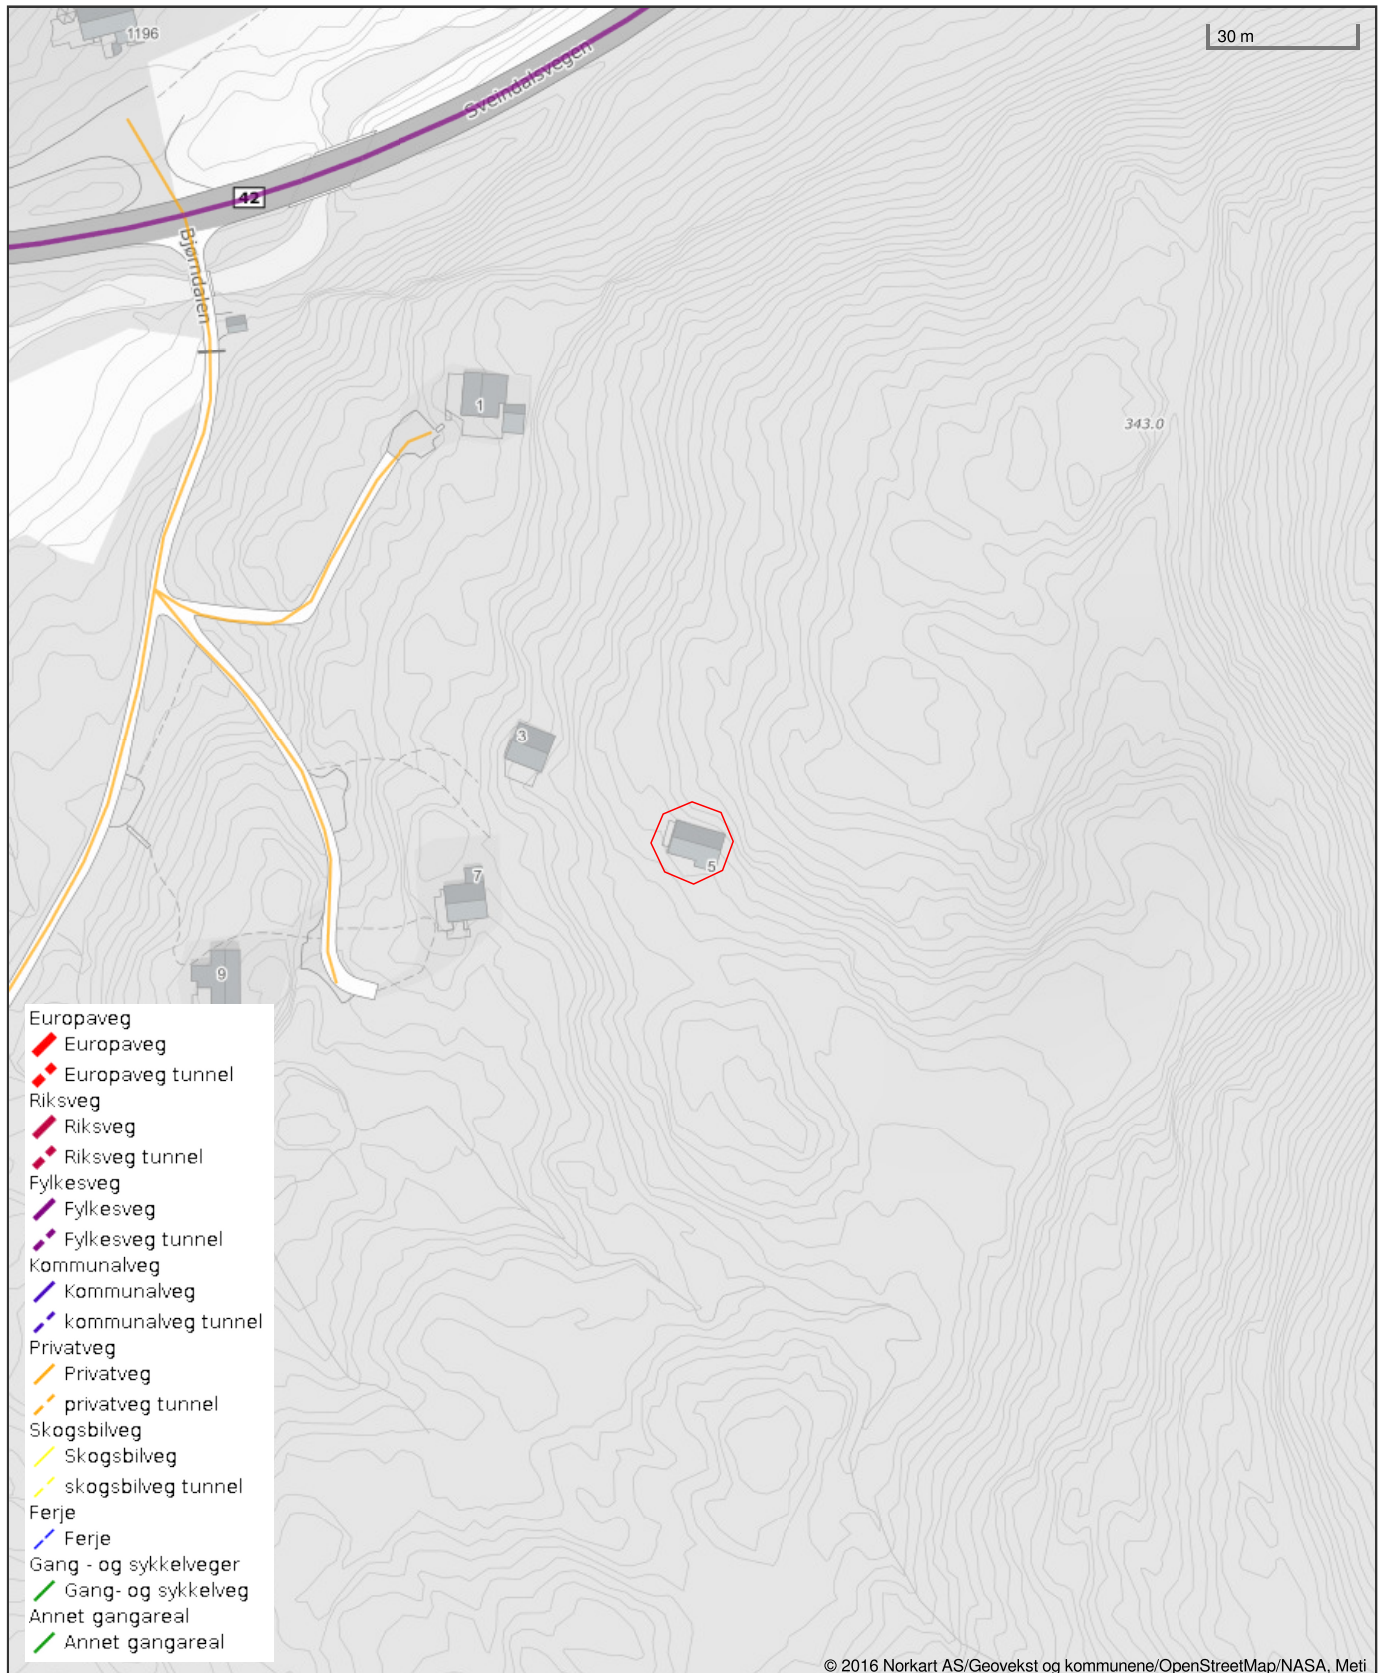 1196
30 m
Sveindalsvegen
42
Bjørndalen
1
343.0
3
5
7
9
Europaveg
Europaveg
Europaveg tunnel
Riksveg
Riksveg
Riksveg tunnel
Fylkesveg
Fylkesveg
Fylkesveg tunnel
Kommunalveg
Kommunalveg
kommunalveg tunnel
Privatveg
Privatveg
privatveg tunnel
Skogsbilveg
Skogsbilveg
skogsbilveg tunnel
Ferje
Ferje
Gang - og sykkelveger
Gang- og sykkelveg
Annet gangareal
Annet gangareal
© 2016 Norkart AS/Geovekst og kommunene/OpenStreetMap/NASA, Meti